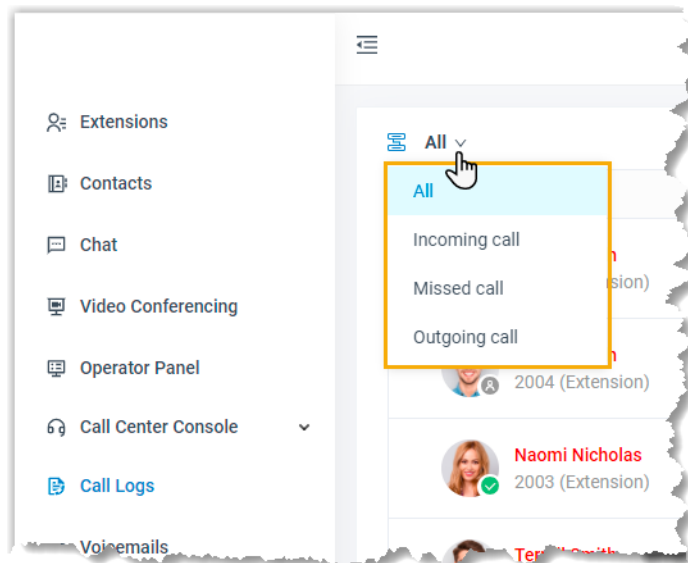 Extensions
Contacts
Chat
Video Conferencing
Operator Panel
Call Center Console
Call Logs
Voicemails
All
All
Incoming call
Missed call
Outgoing call
2004 (Extension)
Naomi Nicholas
2003 (Extension)